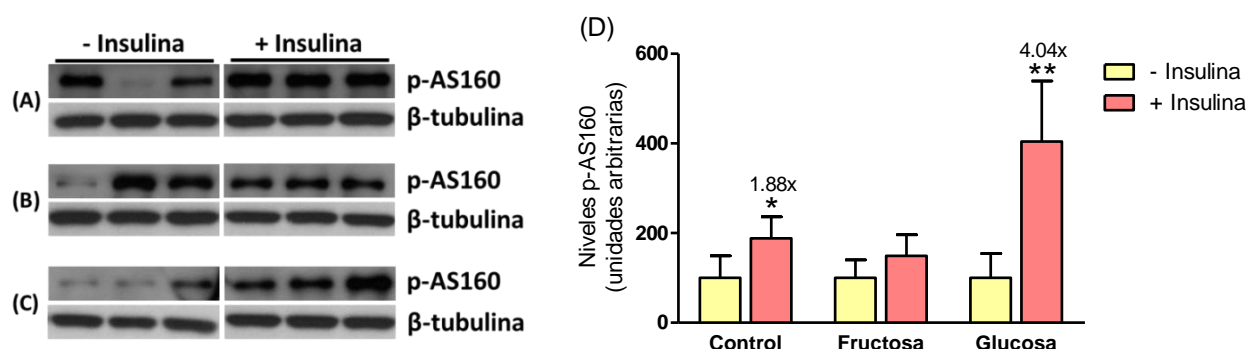 - Insulina
+ Insulina
(A)
p-AS160
β-tubulina
(B)
p-AS160
β-tubulina
(C)
p-AS160
β-tubulina
(D)
Niveles p-AS160
(unidades arbitrarias)
600
400
200
0
1.88x
*
4.04x
**
Control
Fructosa
Glucosa
- Insulina
+ Insulina